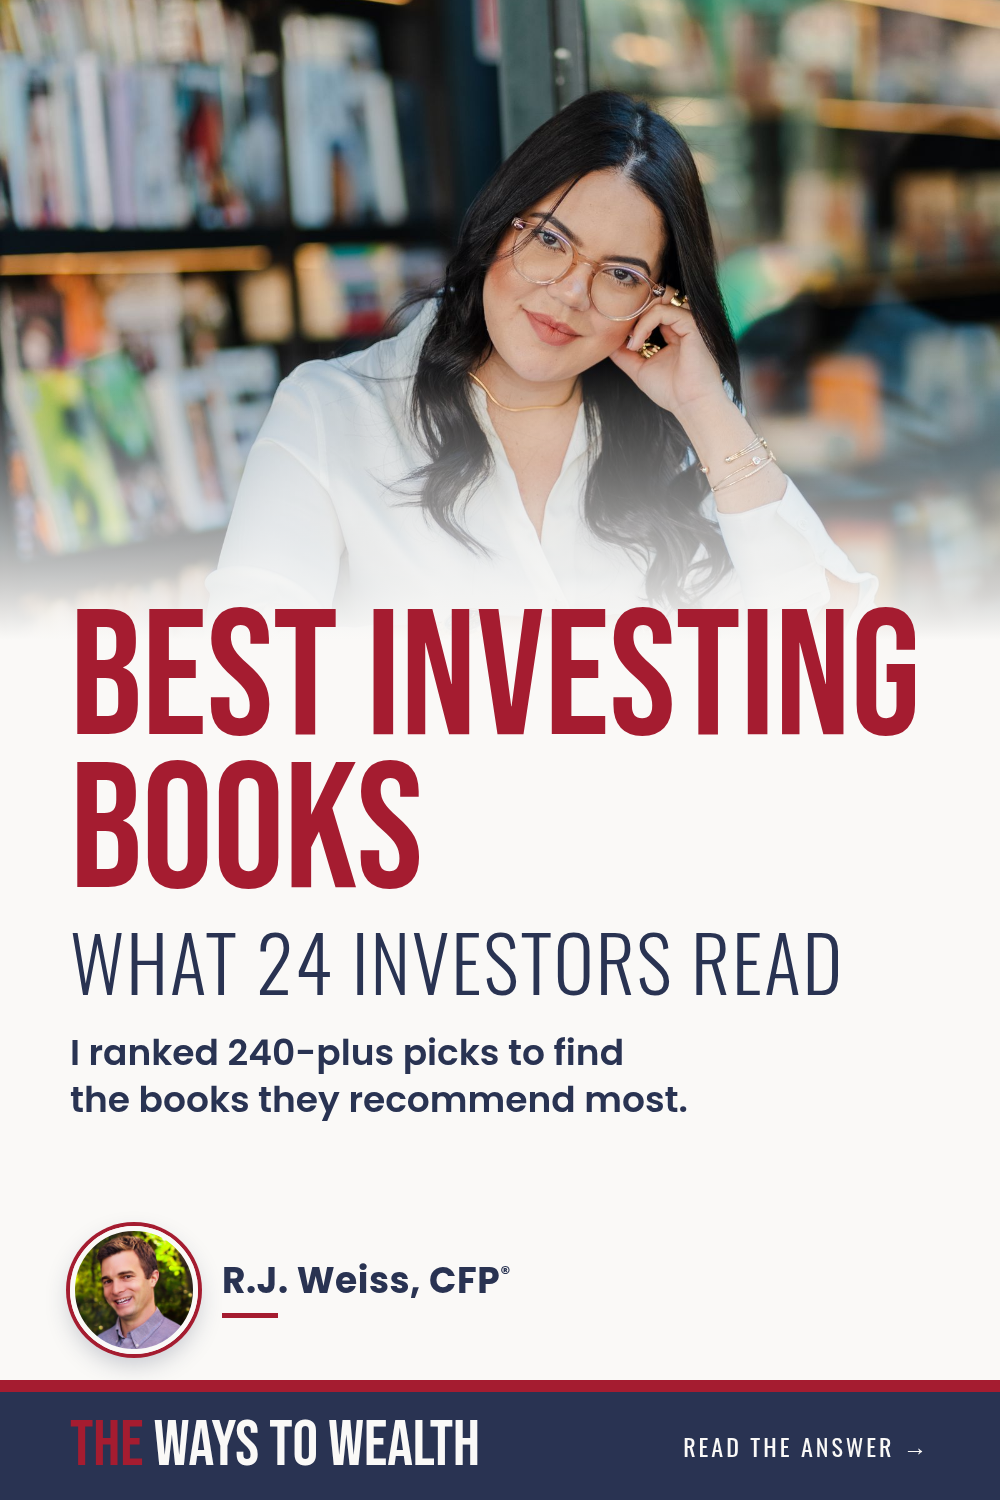 BEST INVESTING
BOOKS
WHAT 24 INVESTORS READ
I ranked 240-plus picks to find
the books they recommend most.
R.J. Weiss, CFP®
THE WAYS TO WEALTH
READ THE ANSWER →